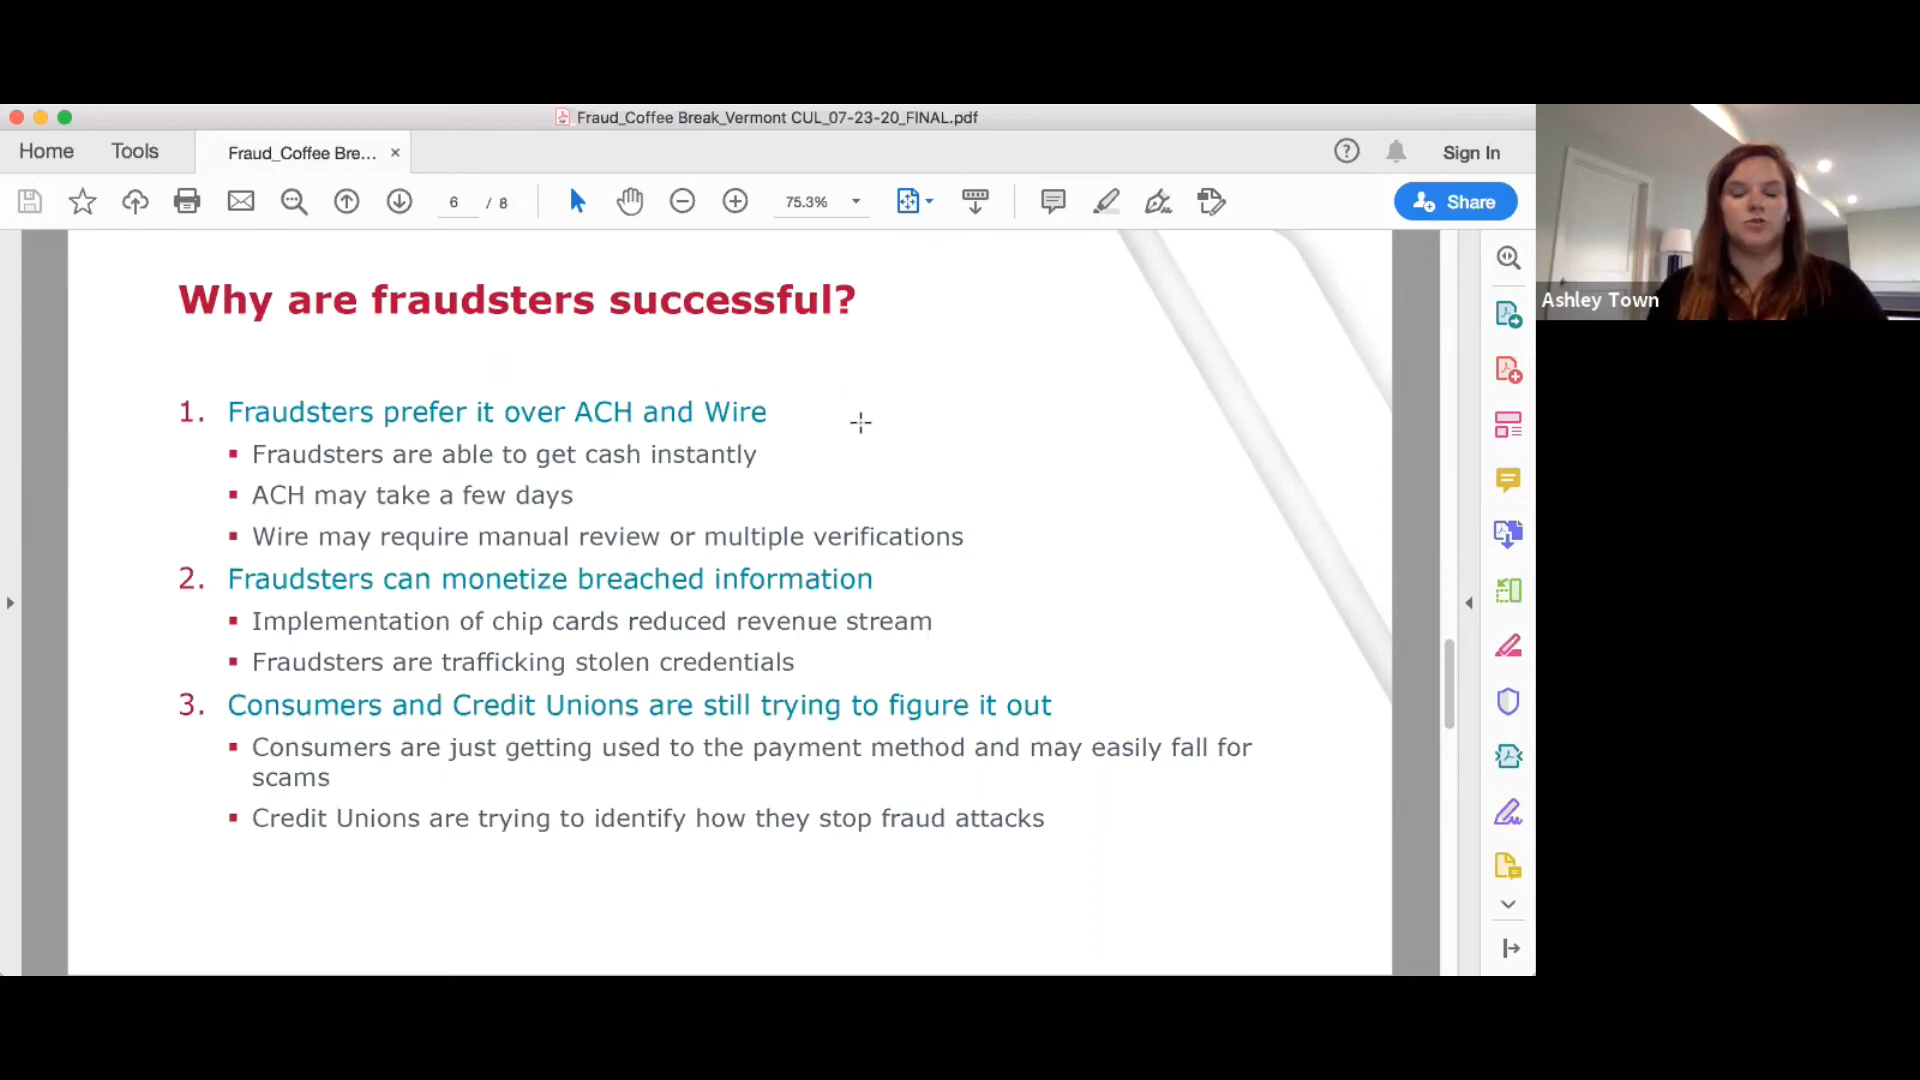 Fraud_Coffee Break_Vermont CUL_07-23-20_FINAL.pdf
Home
Tools
Fraud_Coffee Bre...
Sign In
6 / 8
75.3%
Share
Ashley Town
Why are fraudsters successful?
1. Fraudsters prefer it over ACH and Wire
▪ Fraudsters are able to get cash instantly
▪ ACH may take a few days
▪ Wire may require manual review or multiple verifications
2. Fraudsters can monetize breached information
▪ Implementation of chip cards reduced revenue stream
▪ Fraudsters are trafficking stolen credentials
3. Consumers and Credit Unions are still trying to figure it out
▪ Consumers are just getting used to the payment method and may easily fall for
scams
▪ Credit Unions are trying to identify how they stop fraud attacks